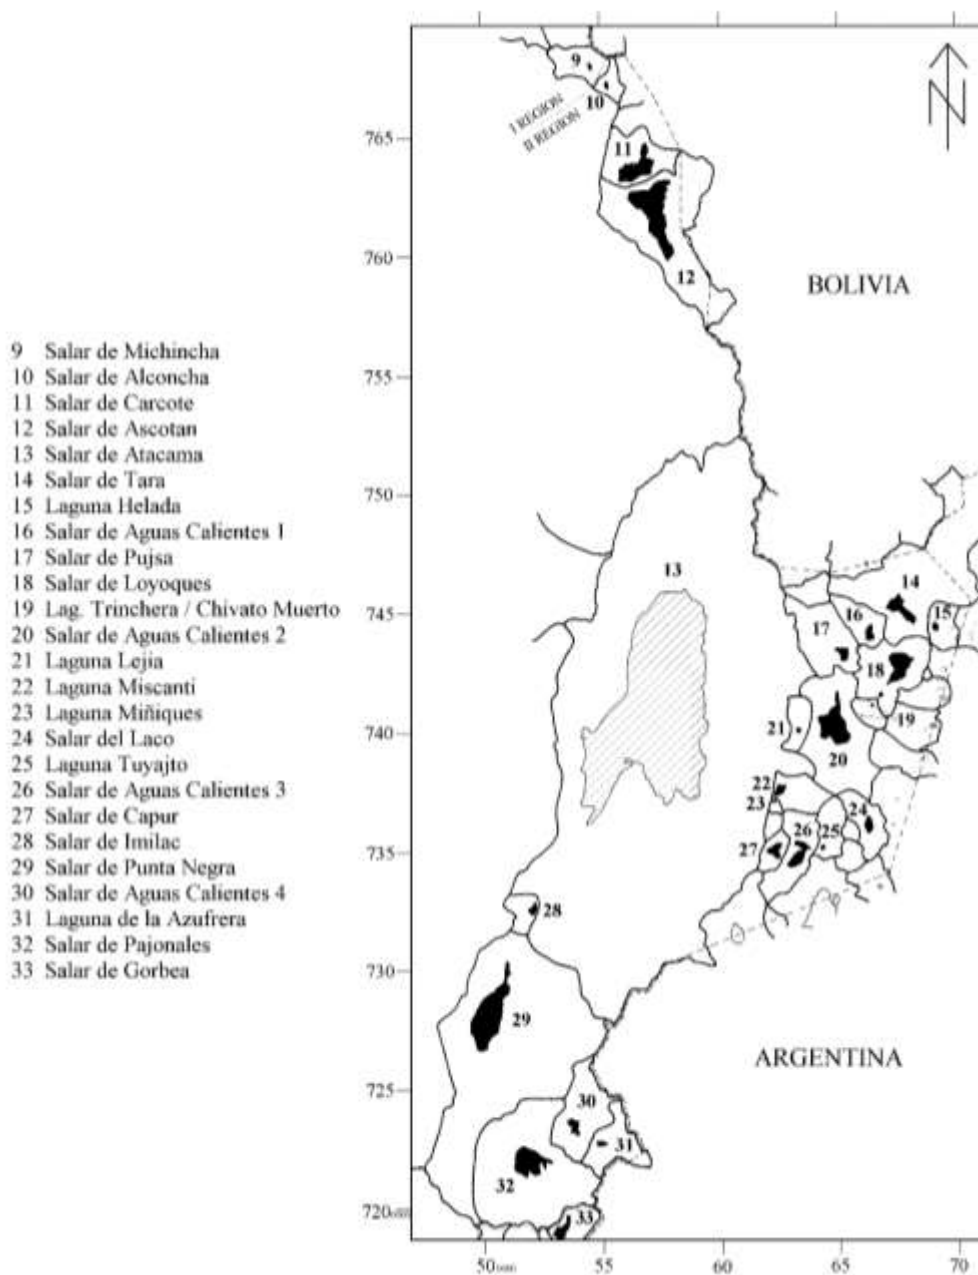 9 Salar de Michincha
10 Salar de Alconcha
11 Salar de Carcote
12 Salar de Ascotan
13 Salar de Atacama
14 Salar de Tara
15 Laguna Helada
16 Salar de Aguas Calientes 1
17 Salar de Pujsa
18 Salar de Loyoques
19 Lag. Trinchera / Chivato Muerto
20 Salar de Aguas Calientes 2
21 Laguna Lejia
22 Laguna Miscanti
23 Laguna Miñiques
24 Salar del Laco
25 Laguna Tuyajto
26 Salar de Aguas Calientes 3
27 Salar de Capur
28 Salar de Imilac
29 Salar de Punta Negra
30 Salar de Aguas Calientes 4
31 Laguna de la Azufrera
32 Salar de Pajonales
33 Salar de Gorbea
N
9
10
I REGION
II REGION
765
11
760
12
BOLIVIA
755
750
13
14
745
16
15
17
18
740
21
19
20
22
23
24
26
25
735
27
28
730
29
ARGENTINA
725
30
31
32
720
33
50
55
60
65
70